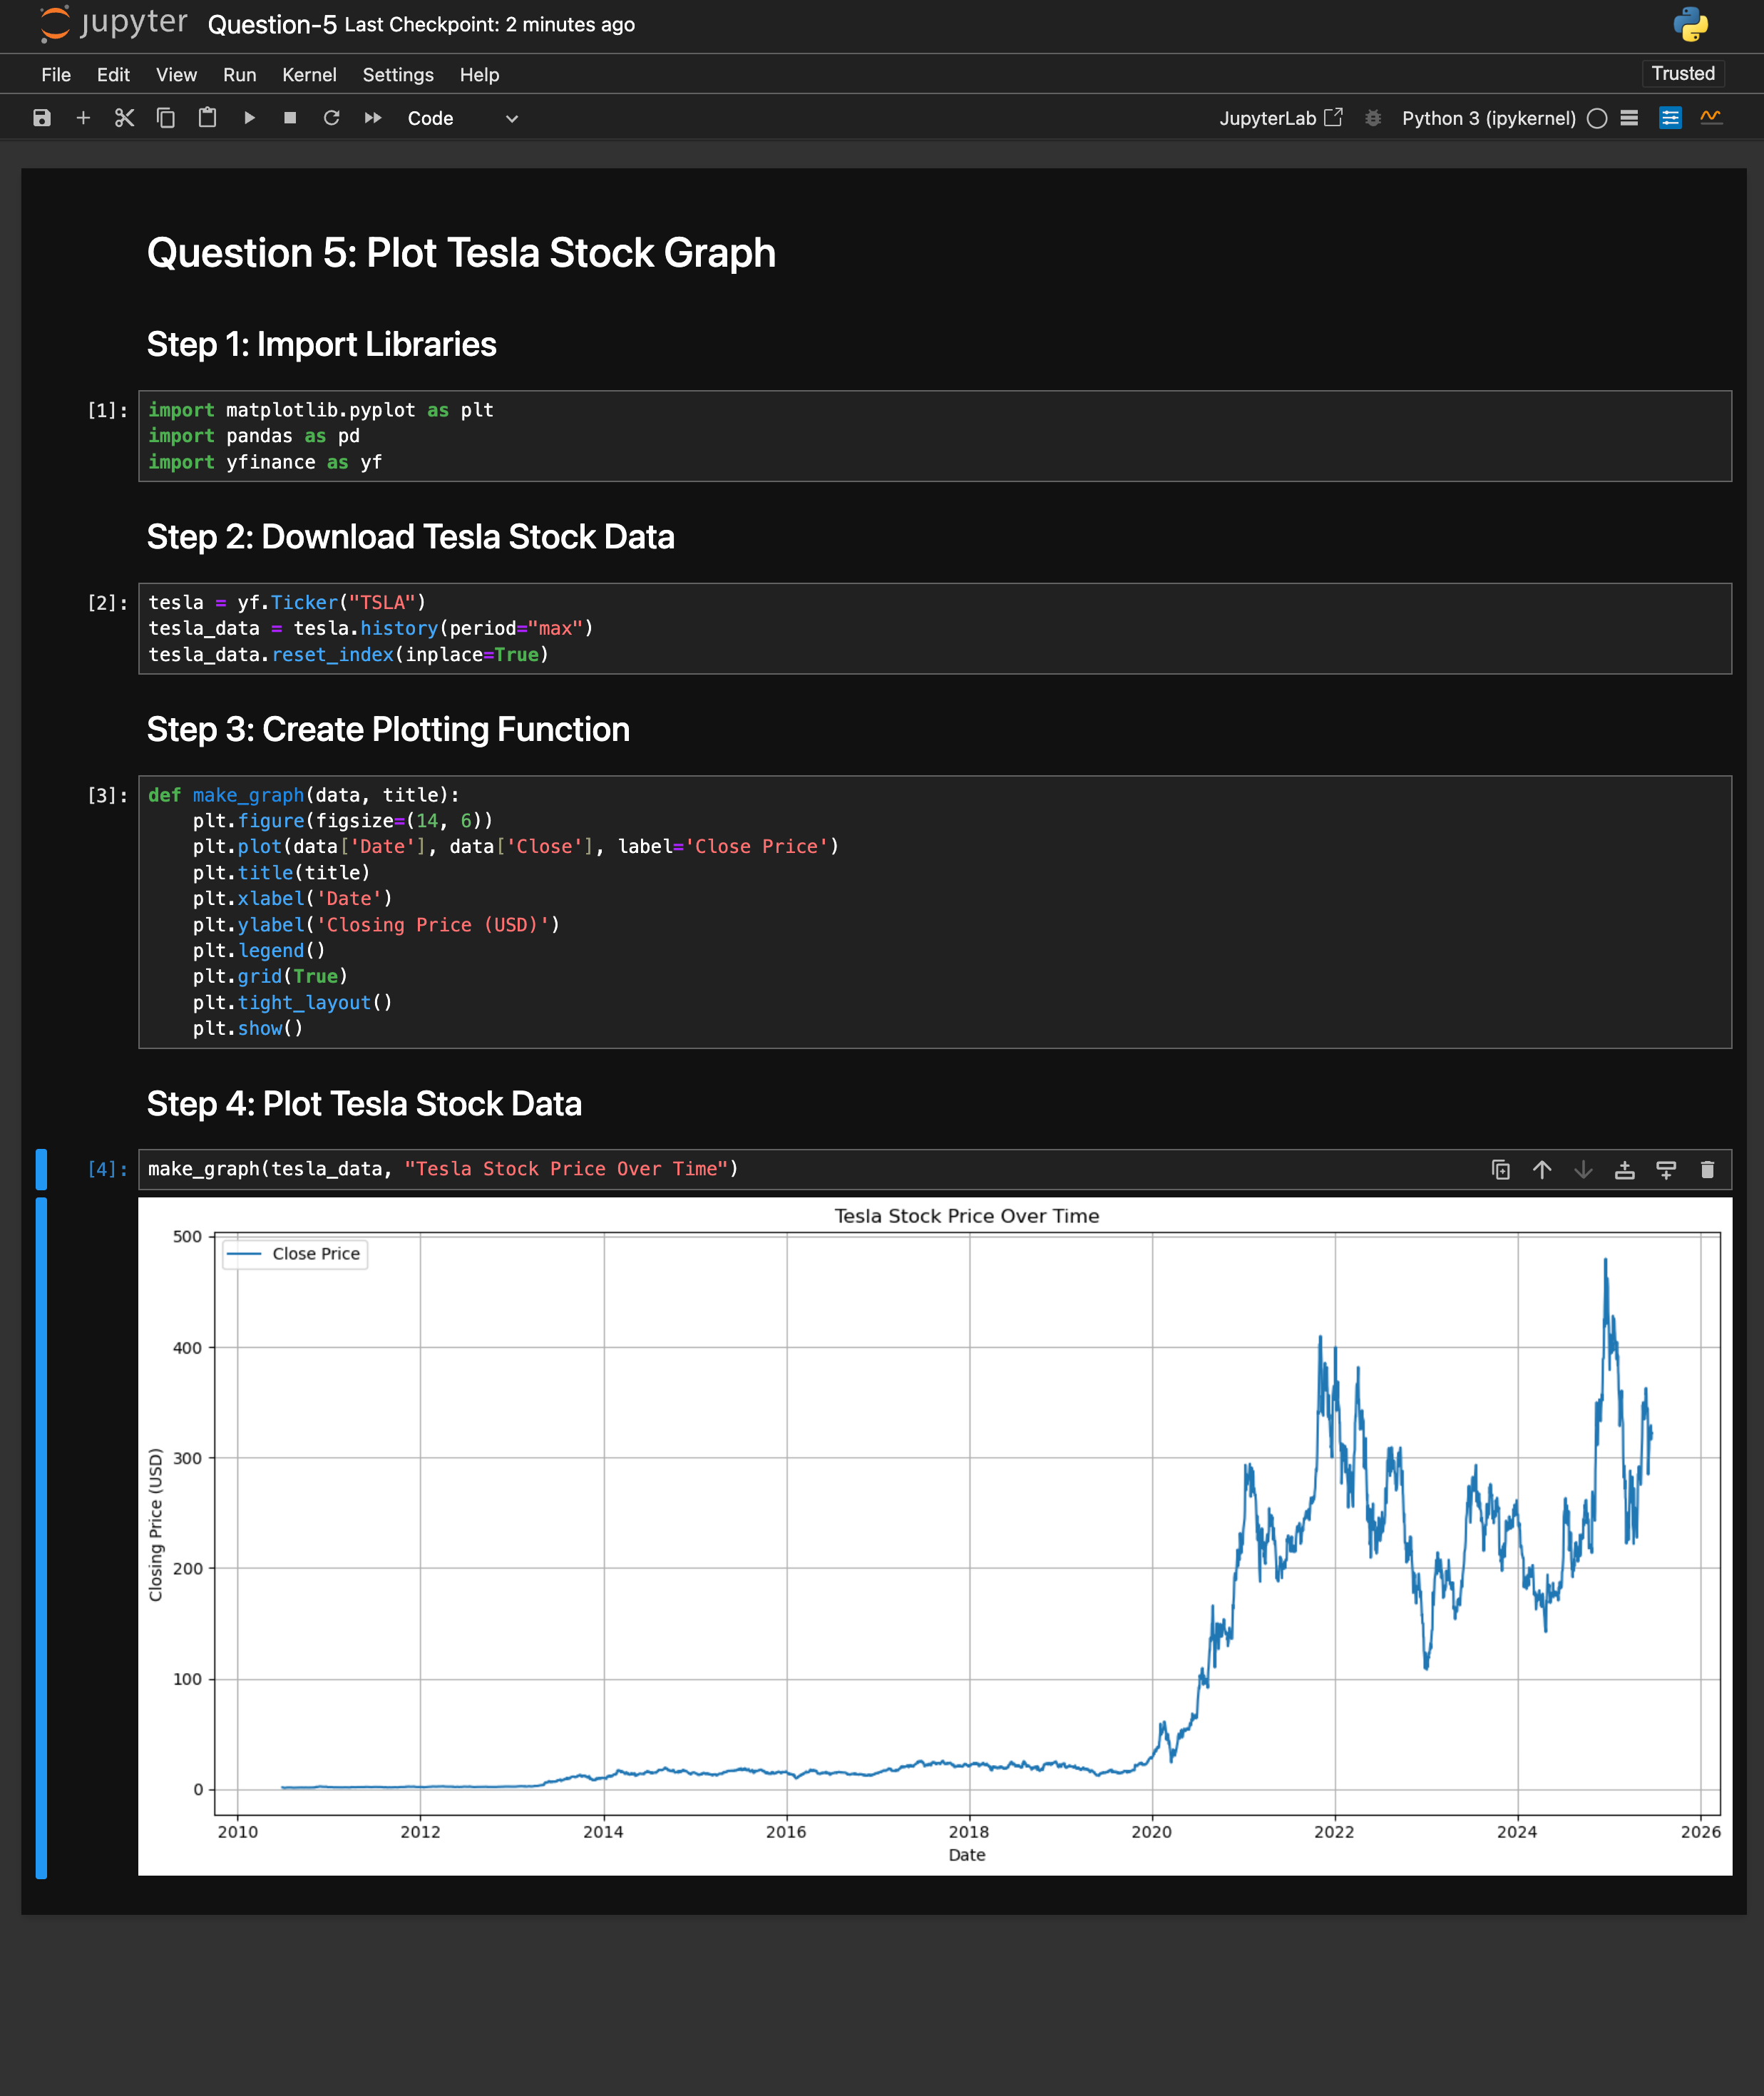 jupyter Question-5 Last Checkpoint: 2 minutes ago
File Edit View Run Kernel Settings Help Trusted
Code JupyterLab Python 3 (ipykernel)
Question 5: Plot Tesla Stock Graph
Step 1: Import Libraries
[1]: import matplotlib.pyplot as plt
import pandas as pd
import yfinance as yf
Step 2: Download Tesla Stock Data
[2]: tesla = yf.Ticker("TSLA")
tesla_data = tesla.history(period="max")
tesla_data.reset_index(inplace=True)
Step 3: Create Plotting Function
[3]: def make_graph(data, title):
    plt.figure(figsize=(14, 6))
    plt.plot(data['Date'], data['Close'], label='Close Price')
    plt.title(title)
    plt.xlabel('Date')
    plt.ylabel('Closing Price (USD)')
    plt.legend()
    plt.grid(True)
    plt.tight_layout()
    plt.show()
Step 4: Plot Tesla Stock Data
[4]: make_graph(tesla_data, "Tesla Stock Price Over Time")
Tesla Stock Price Over Time
Close Price
500
400
300
200
100
0
Closing Price (USD)
2010 2012 2014 2016 2018 2020 2022 2024 2026
Date